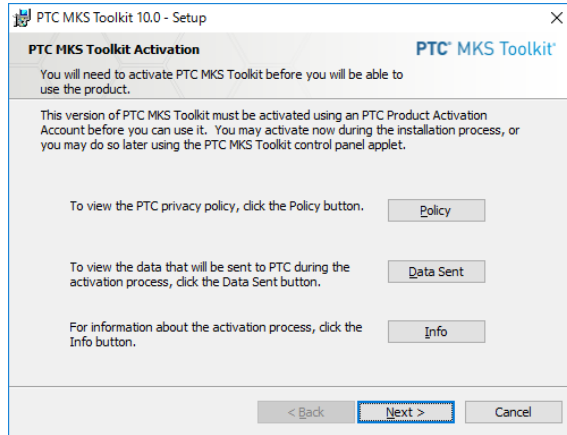 PTC MKS Toolkit 10.0 - Setup
PTC MKS Toolkit Activation
PTC® MKS Toolkit®
You will need to activate PTC MKS Toolkit before you will be able to
use the product.
This version of PTC MKS Toolkit must be activated using an PTC Product Activation
Account before you can use it. You may activate now during the installation process, or
you may do so later using the PTC MKS Toolkit control panel applet.
To view the PTC privacy policy, click the Policy button.
Policy
To view the data that will be sent to PTC during the
activation process, click the Data Sent button.
Data Sent
For information about the activation process, click the
Info button.
Info
< Back
Next >
Cancel